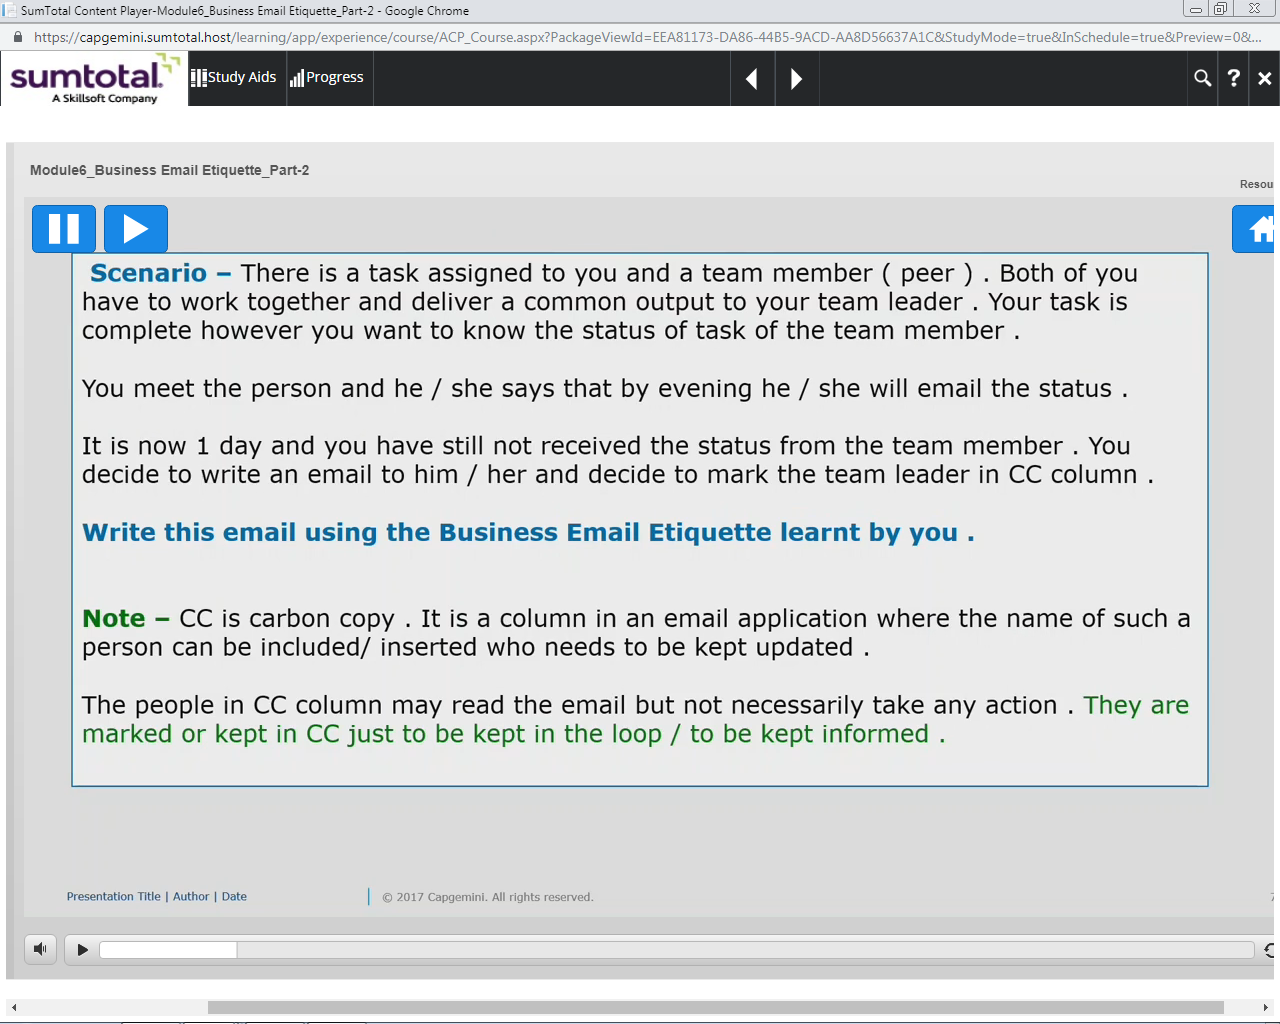 SumTotal Content Player-Module6_Business Email Etiquette_Part-2 - Google Chrome
https://capgemini.sumtotal.host/learning/app/experience/course/ACP_Course.aspx?PackageViewId=EEA81173-DA86-44B5-9ACD-AA8D56637A1C&StudyMode=true&InSchedule=true&Preview=0&...
sumtotal.
A Skillsoft Company
Study Aids
Progress
Module6_Business Email Etiquette_Part-2
Resou
Scenario – There is a task assigned to you and a team member ( peer ) . Both of you
have to work together and deliver a common output to your team leader . Your task is
complete however you want to know the status of task of the team member .
You meet the person and he / she says that by evening he / she will email the status .
It is now 1 day and you have still not received the status from the team member . You
decide to write an email to him / her and decide to mark the team leader in CC column .
Write this email using the Business Email Etiquette learnt by you .
Note – CC is carbon copy . It is a column in an email application where the name of such a
person can be included/ inserted who needs to be kept updated .
The people in CC column may read the email but not necessarily take any action . They are
marked or kept in CC just to be kept in the loop / to be kept informed .
Presentation Title | Author | Date
© 2017 Capgemini. All rights reserved.